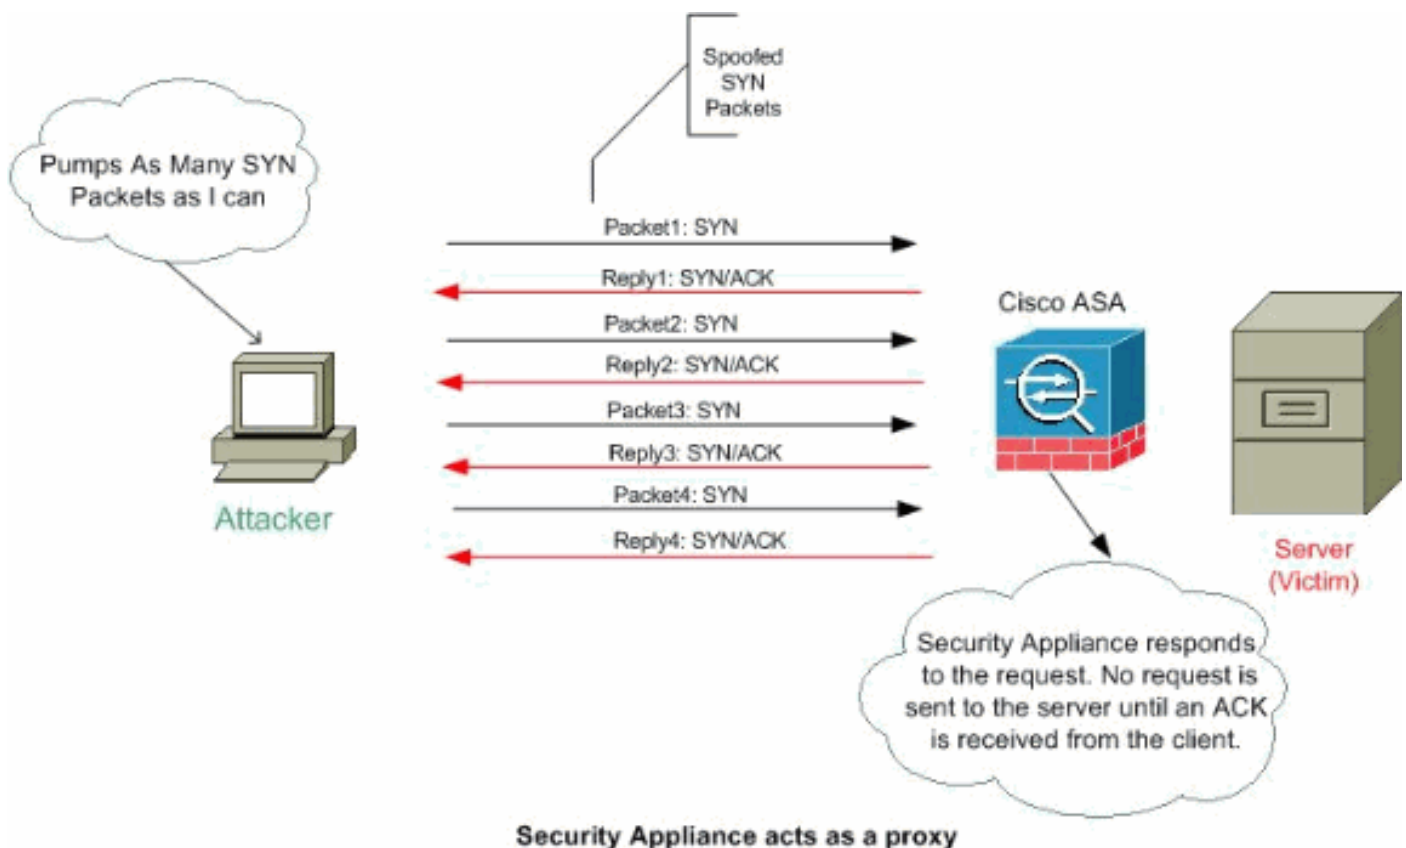 Spoofed
SYN
Packets
Pumps As Many SYN
Packets as I can
Packet1: SYN
Reply1: SYN/ACK
Packet2: SYN
Reply2: SYN/ACK
Packet3: SYN
Reply3: SYN/ACK
Packet4: SYN
Reply4: SYN/ACK
Attacker
Cisco ASA
Server
(Victim)
Security Appliance responds
to the request. No request is
sent to the server until an ACK
is received from the client.
Security Appliance acts as a proxy